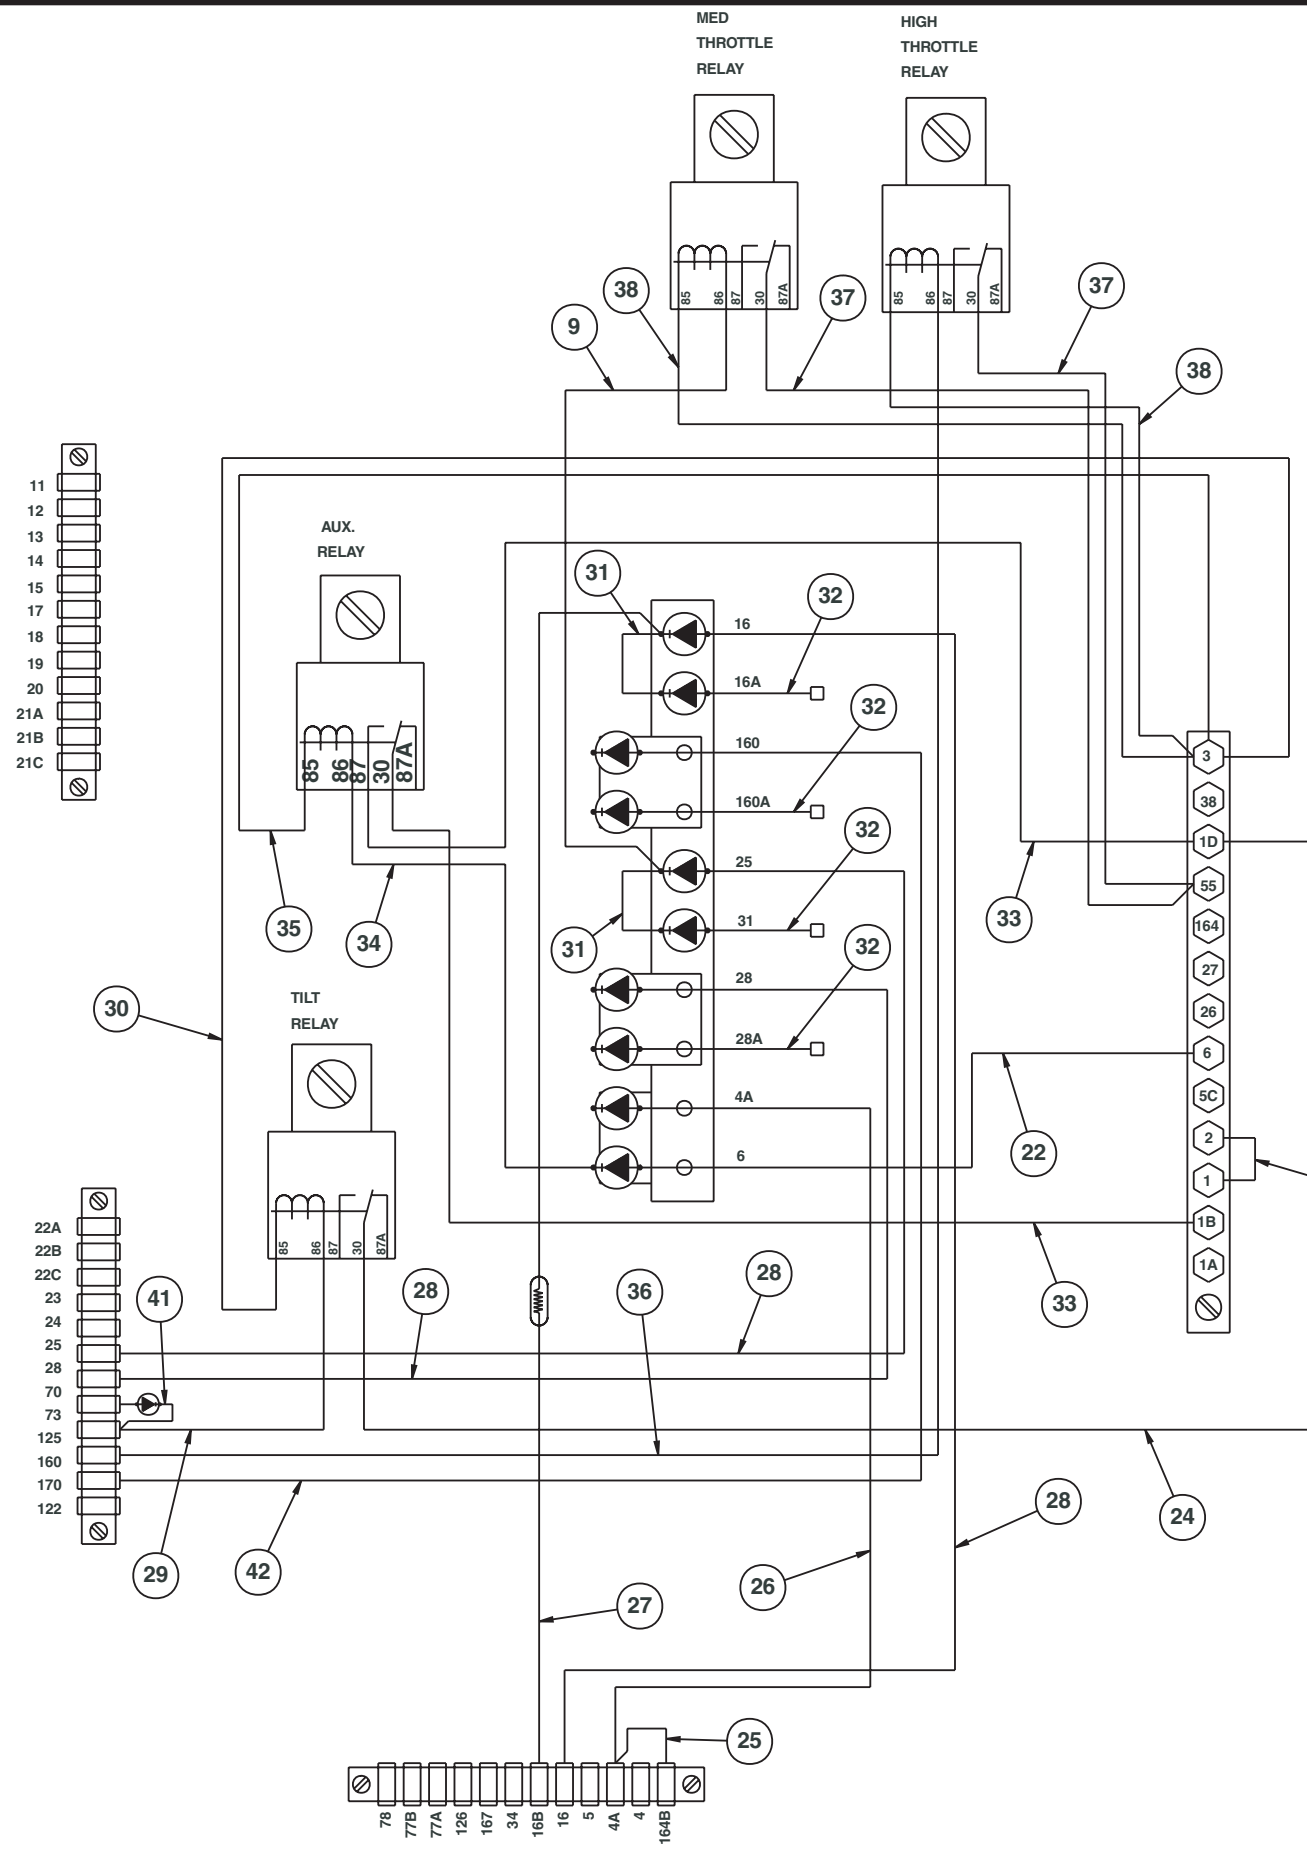 MED
THROTTLE
RELAY
HIGH
THROTTLE
RELAY
85
86
87
30
87A
85
86
87
30
87A
38
37
37
9
38
11
12
13
14
15
17
18
19
20
21A
21B
21C
AUX.
RELAY
85
86
87
30
87A
31
32
16
16A
32
160
160A
32
25
31
31
32
28
28A
4A
6
3
38
1D
55
164
27
26
6
5C
2
1
1B
1A
33
35
34
30
TILT
RELAY
85
86
87
30
87A
22
33
22A
22B
22C
23
24
25
28
70
73
125
160
170
122
41
28
36
28
29
42
27
26
28
24
25
78
77B
77A
126
167
34
16B
16
5
4A
4
164B